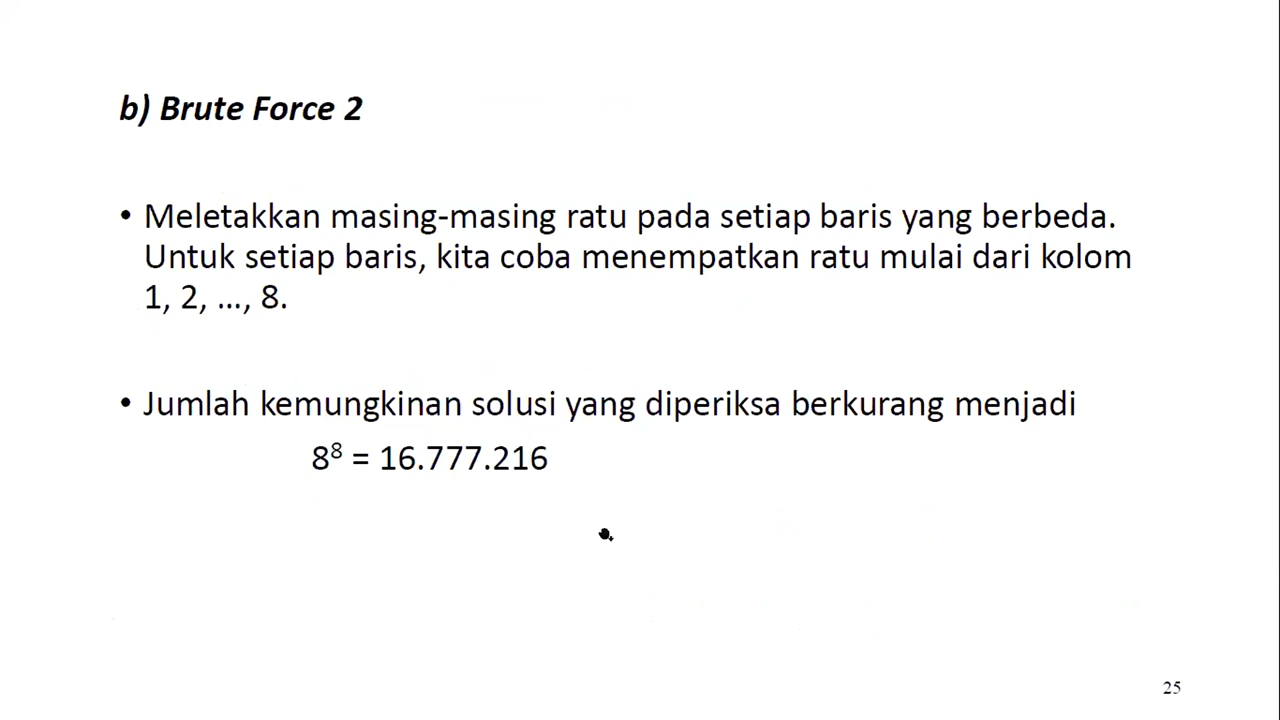 b) Brute Force 2
• Meletakkan masing-masing ratu pada setiap baris yang berbeda.
Untuk setiap baris, kita coba menempatkan ratu mulai dari kolom
1, 2, …, 8.
• Jumlah kemungkinan solusi yang diperiksa berkurang menjadi
8⁸ = 16.777.216
25